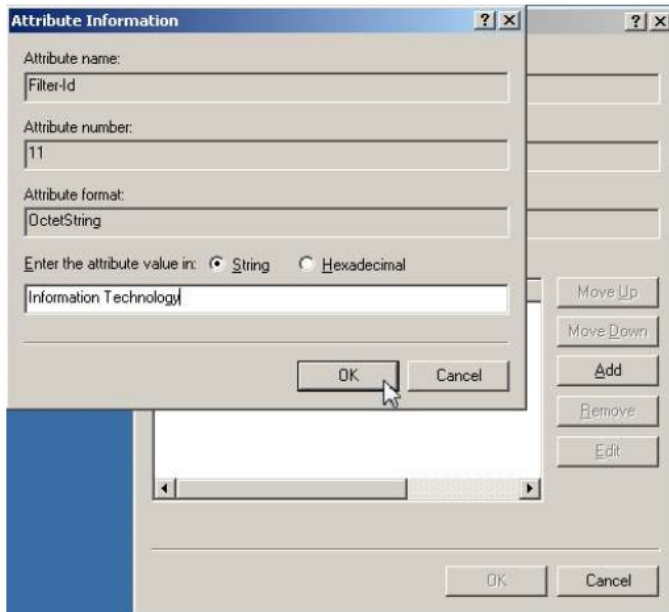 Attribute Information
Attribute name:
Filter-Id
Attribute number:
11
Attribute format:
OctetString
Enter the attribute value in: String Hexadecimal
Information Technology
OK Cancel
Move Up
Move Down
Add
Remove
Edit
OK Cancel